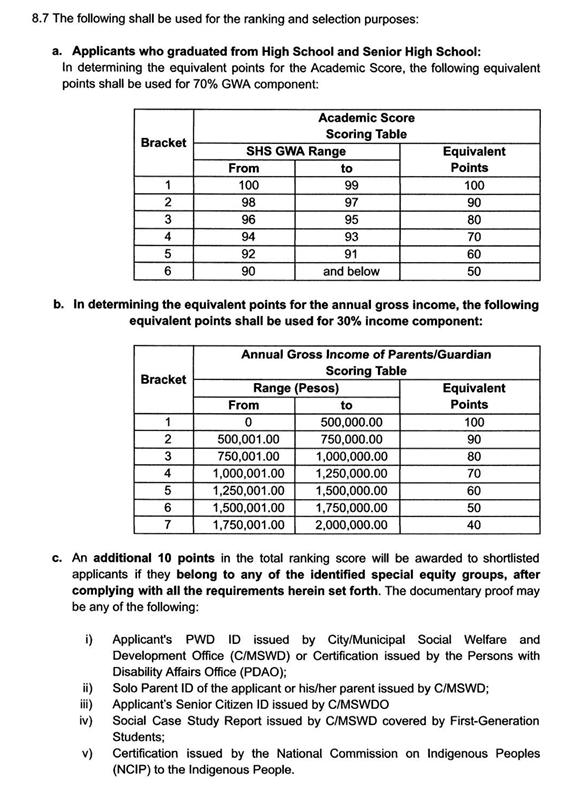 8.7 The following shall be used for the ranking and selection purposes:
a. Applicants who graduated from High School and Senior High School:
In determining the equivalent points for the Academic Score, the following equivalent
points shall be used for 70% GWA component:
Bracket
Academic Score
Scoring Table
SHS GWA Range
Equivalent
Points
From to
1 100 99 100
2 98 97 90
3 96 95 80
4 94 93 70
5 92 91 60
6 90 and below 50
b. In determining the equivalent points for the annual gross income, the following
equivalent points shall be used for 30% income component:
Bracket
Annual Gross Income of Parents/Guardian
Scoring Table
Range (Pesos)
Equivalent
Points
From to
1 0 500,000.00 100
2 500,001.00 750,000.00 90
3 750,001.00 1,000,000.00 80
4 1,000,001.00 1,250,000.00 70
5 1,250,001.00 1,500,000.00 60
6 1,500,001.00 1,750,000.00 50
7 1,750,001.00 2,000,000.00 40
c. An additional 10 points in the total ranking score will be awarded to shortlisted
applicants if they belong to any of the identified special equity groups, after
complying with all the requirements herein set forth. The documentary proof may
be any of the following:
i) Applicant's PWD ID issued by City/Municipal Social Welfare and
Development Office (C/MSWD) or Certification issued by the Persons with
Disability Affairs Office (PDAO);
ii) Solo Parent ID of the applicant or his/her parent issued by C/MSWD;
iii) Applicant's Senior Citizen ID issued by C/MSWDO
iv) Social Case Study Report issued by C/MSWD covered by First-Generation
Students;
v) Certification issued by the National Commission on Indigenous Peoples
(NCIP) to the Indigenous People.